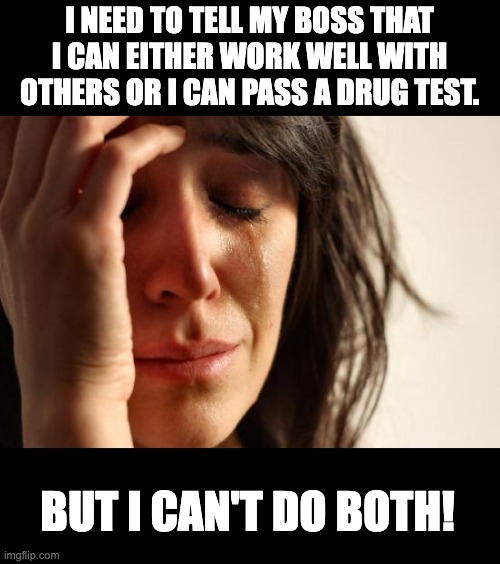 I NEED TO TELL MY BOSS THAT
I CAN EITHER WORK WELL WITH
OTHERS OR I CAN PASS A DRUG TEST.
BUT I CAN'T DO BOTH!
imgflip.com